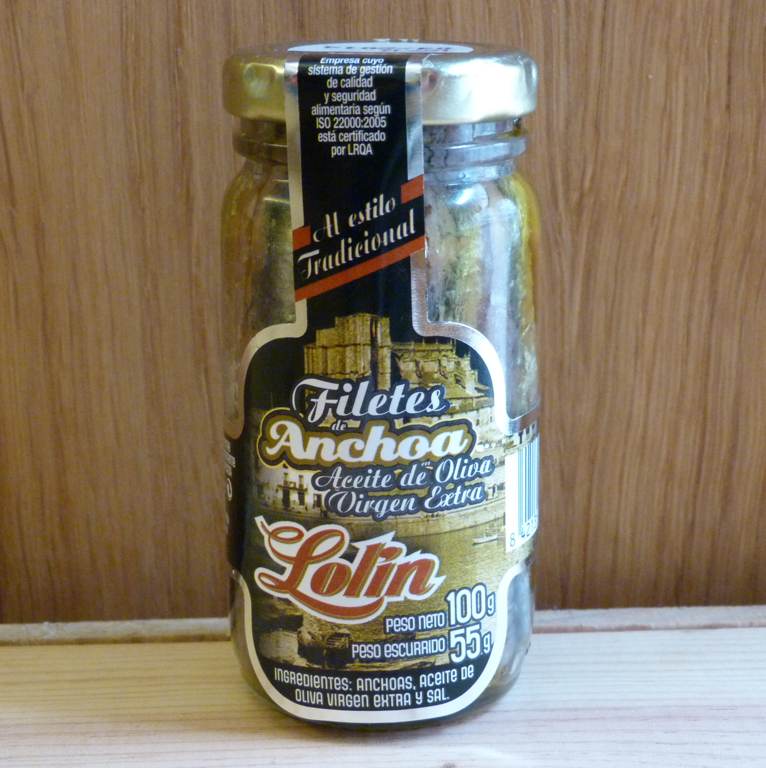 Empresa cuyo
sistema de gestión
de calidad
y seguridad
alimentaria según
ISO 22000:2005
está certificado
por LRQA
Al estilo
Tradicional
Filetes
de
Anchoa
en
Aceite de Oliva
Virgen Extra
Lolin
PESO NETO 100g
PESO ESCURRIDO 55g.
INGREDIENTES: ANCHOAS, ACEITE DE
OLIVA VIRGEN EXTRA Y SAL.